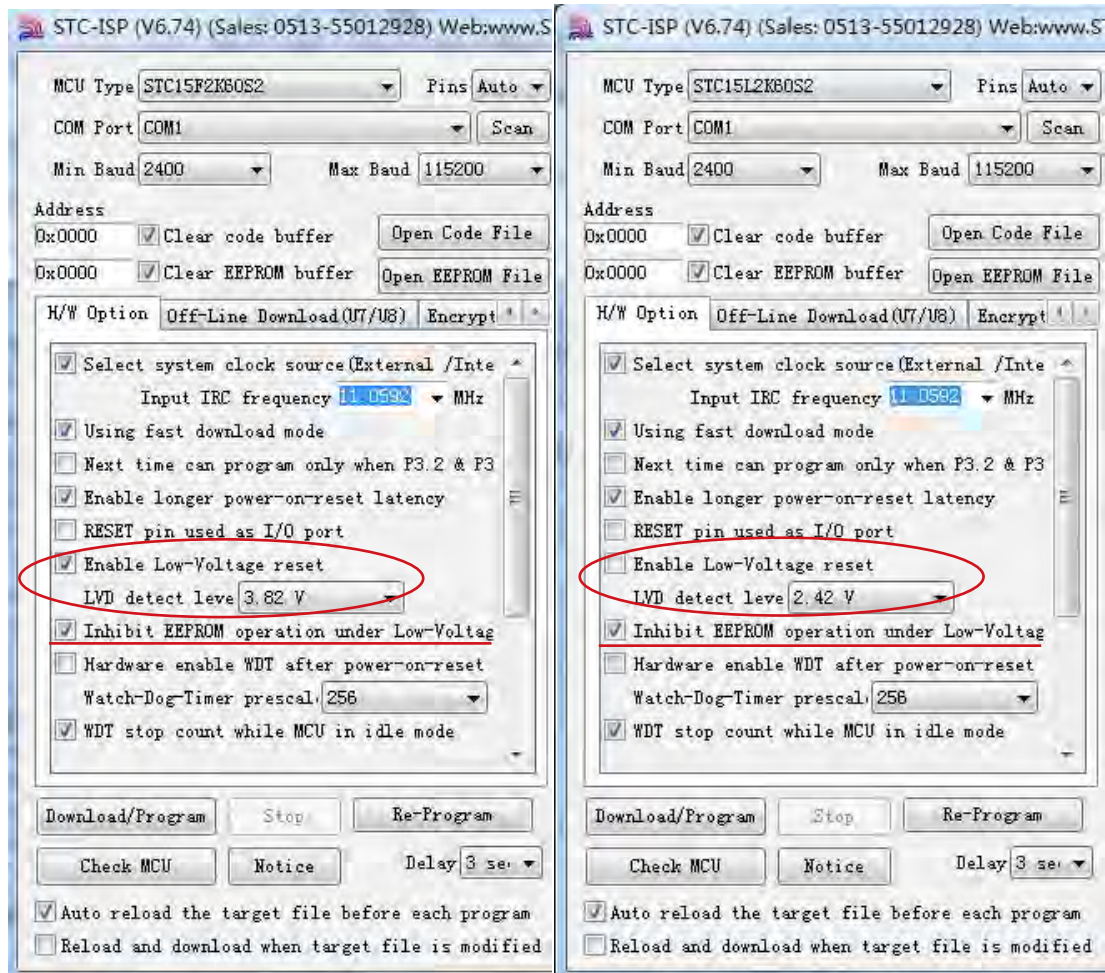 STC-ISP (V6.74) (Sales: 0513-55012928) Web:www.S
MCU Type STC15F2K60S2 Pins Auto
COM Port COM1 Scan
Min Baud 2400 Max Baud 115200
Address
0x0000 Clear code buffer Open Code File
0x0000 Clear EEPROM buffer Open EEPROM File
H/W Option Off-Line Download(U7/U8) Encrypt
Select system clock source(External /Inte
Input IRC frequency 11.0592 MHz
Using fast download mode
Next time can program only when P3.2 & P3
Enable longer power-on-reset latency
RESET pin used as I/O port
Enable Low-Voltage reset
LVD detect leve 3.82 V
Inhibit EEPROM operation under Low-Voltag
Hardware enable WDT after power-on-reset
Watch-Dog-Timer prescal 256
WDT stop count while MCU in idle mode
Download/Program Stop Re-Program
Check MCU Notice Delay 3 se
Auto reload the target file before each program
Reload and download when target file is modified
STC-ISP (V6.74) (Sales: 0513-55012928) Web:www.ST
MCU Type STC15L2K60S2 Pins Auto
COM Port COM1 Scan
Min Baud 2400 Max Baud 115200
Address
0x0000 Clear code buffer Open Code File
0x0000 Clear EEPROM buffer Open EEPROM File
H/W Option Off-Line Download(U7/U8) Encrypt
Select system clock source(External /Inte
Input IRC frequency 11.0592 MHz
Using fast download mode
Next time can program only when P3.2 & P3
Enable longer power-on-reset latency
RESET pin used as I/O port
Enable Low-Voltage reset
LVD detect leve 2.42 V
Inhibit EEPROM operation under Low-Voltag
Hardware enable WDT after power-on-reset
Watch-Dog-Timer prescal 256
WDT stop count while MCU in idle mode
Download/Program Stop Re-Program
Check MCU Notice Delay 3 se
Auto reload the target file before each program
Reload and download when target file is modified